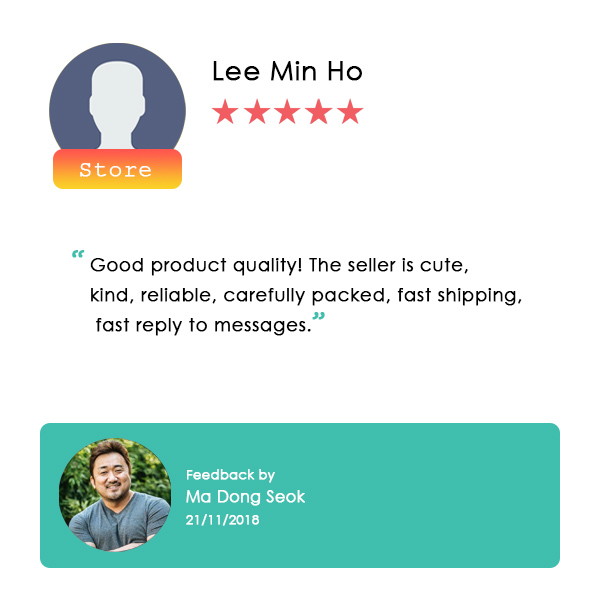 Lee Min Ho
Store
“ Good product quality! The seller is cute,
kind, reliable, carefully packed, fast shipping,
fast reply to messages.”
Feedback by
Ma Dong Seok
21/11/2018